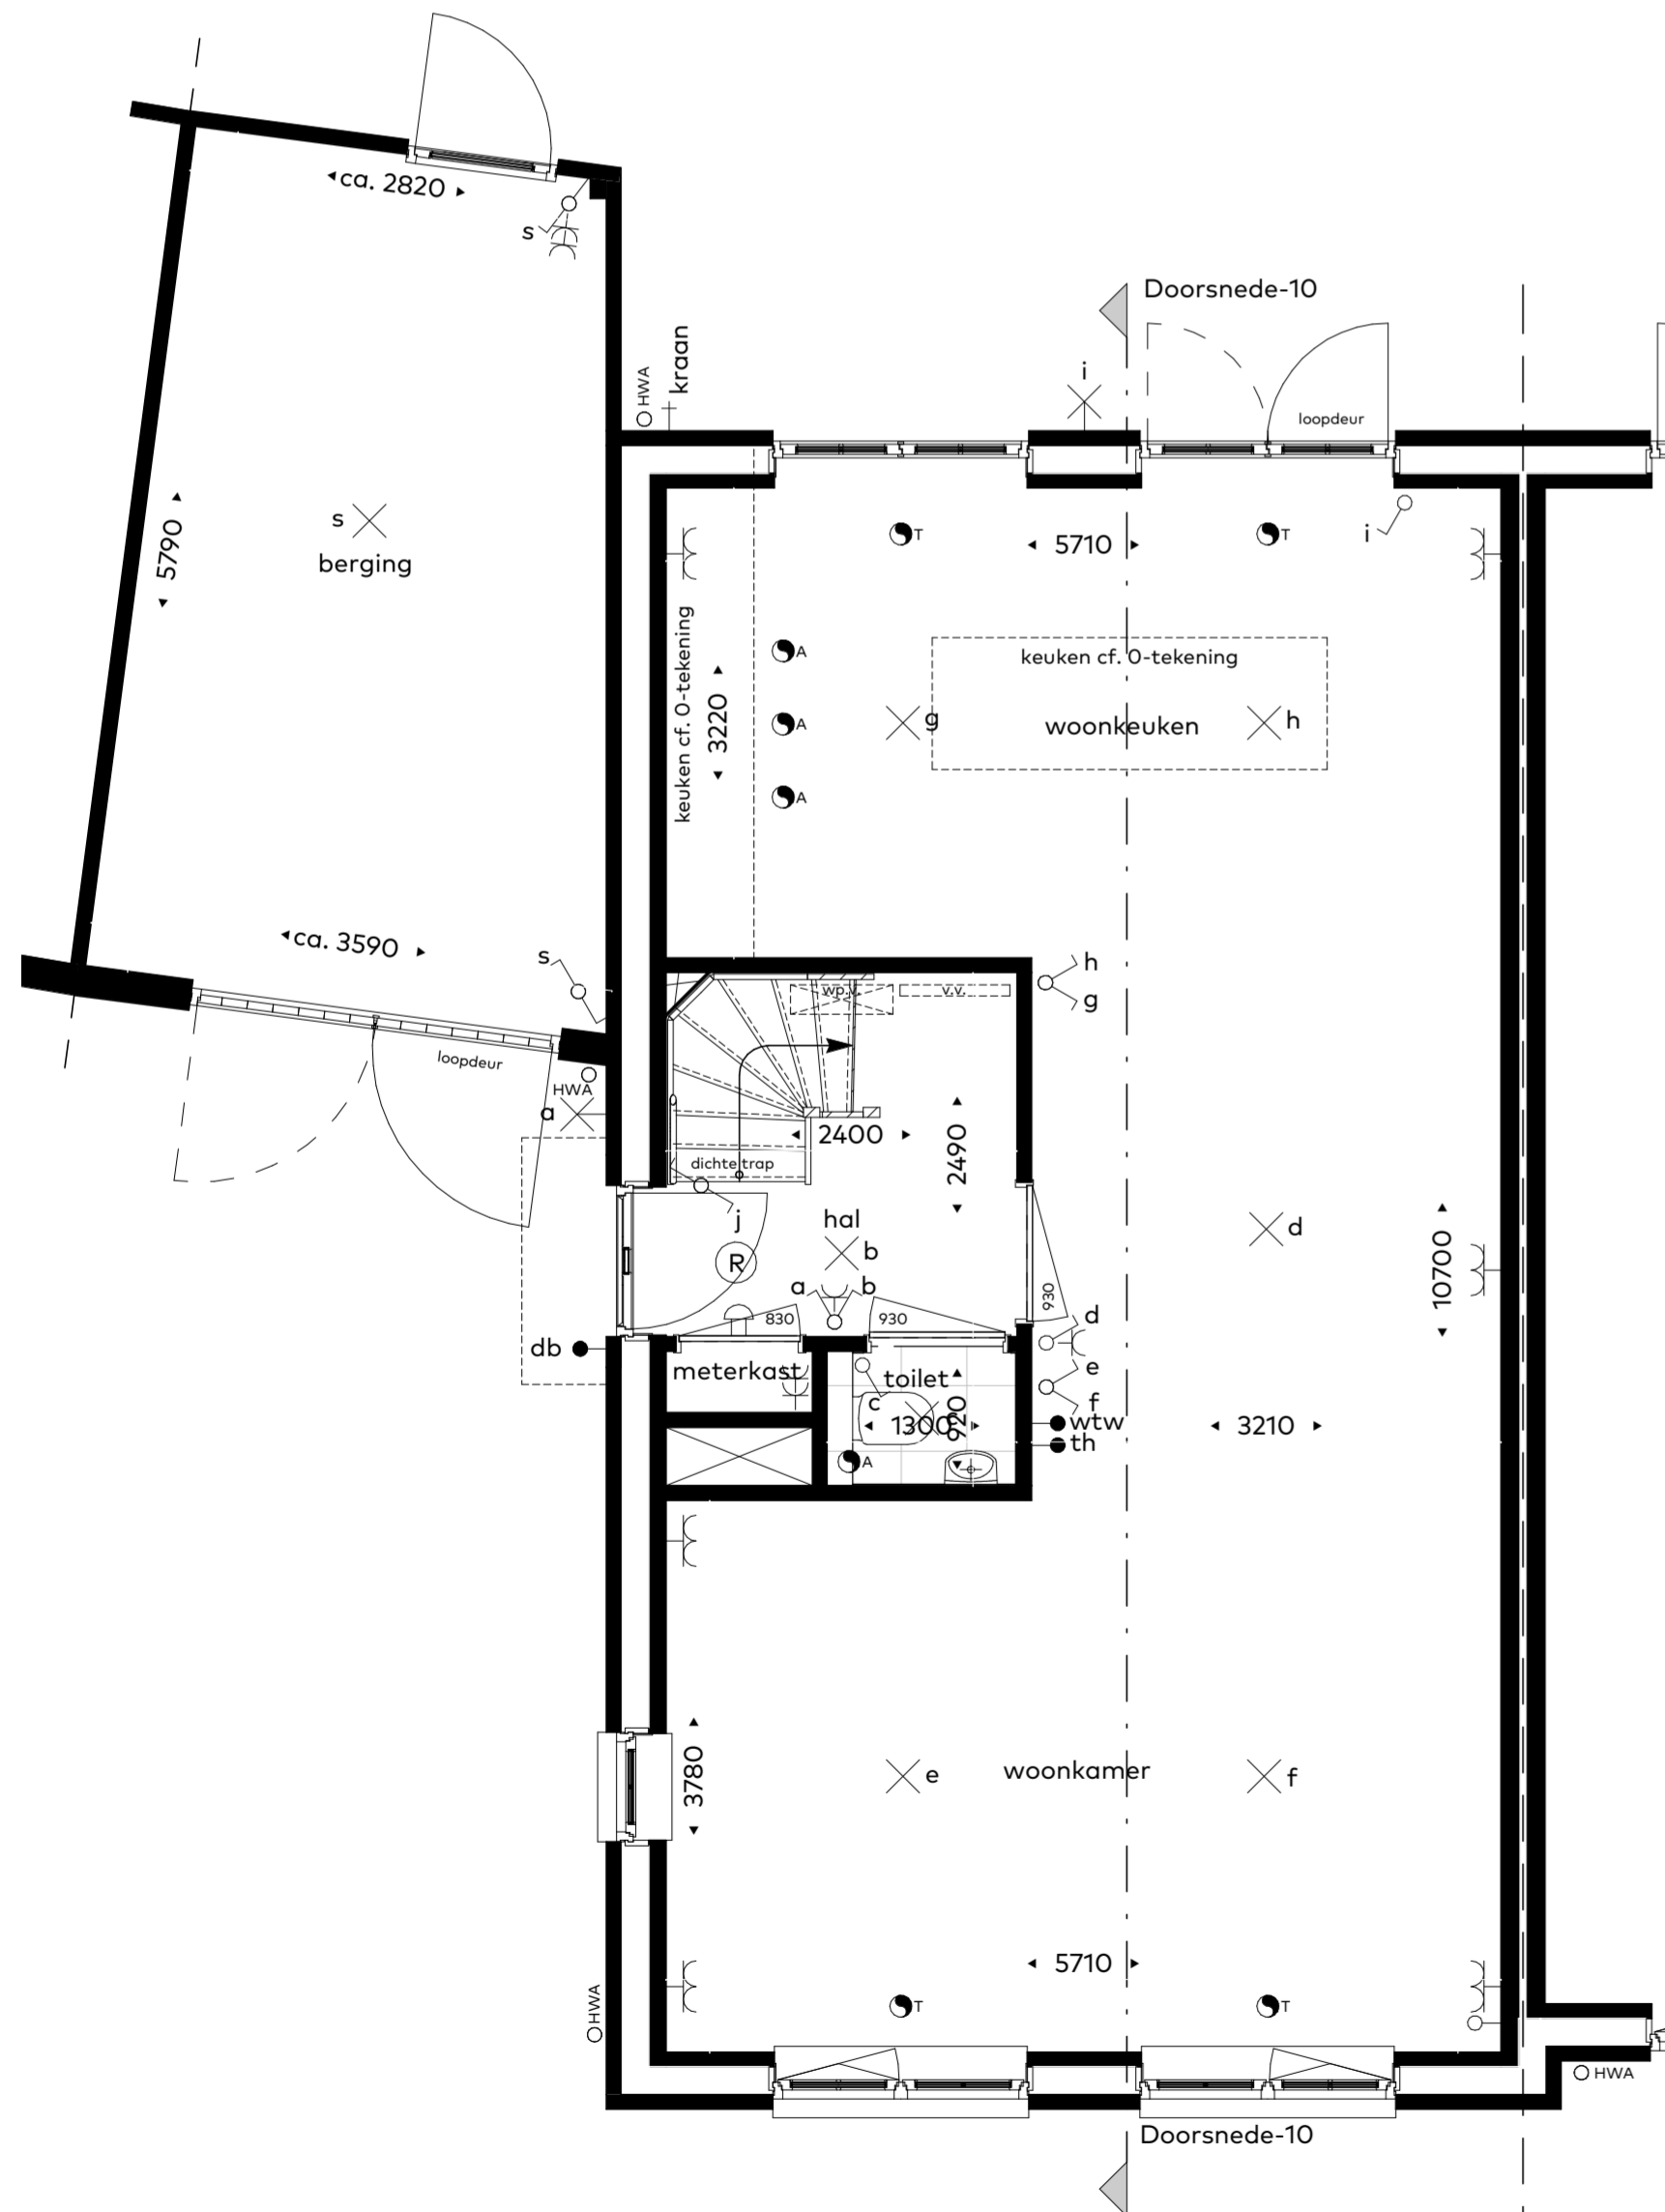 ca. 2820
s
Doorsnede-10
kraan
HWA
i
loopdeur
5790
s
berging
T
5710
T
i
keuken cf. 0-tekening
3220
A
A
A
keuken cf. 0-tekening
g
woonkeuken
h
ca. 3590
s
h
g
wp.v.
v.v.
loopdeur
HWA
a
2400
2490
dichte trap
j
hal
b
R
a
b
830
930
930
d
10700
d
db
meterkast
toilet
c
1300
920
A
e
f
wtw
th
3210
3780
e
woonkamer
f
5710
T
T
HWA
HWA
Doorsnede-10